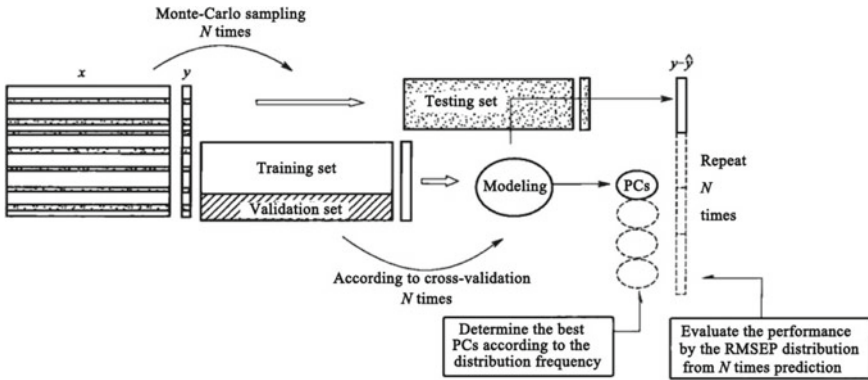 Monte-Carlo sampling
N times
x
y
y-ŷ
Testing set
Training set
Validation set
Modeling
PCs
Repeat
N
times
According to cross-validation
N times
Determine the best
PCs according to the
distribution frequency
Evaluate the performance
by the RMSEP distribution
from N times prediction